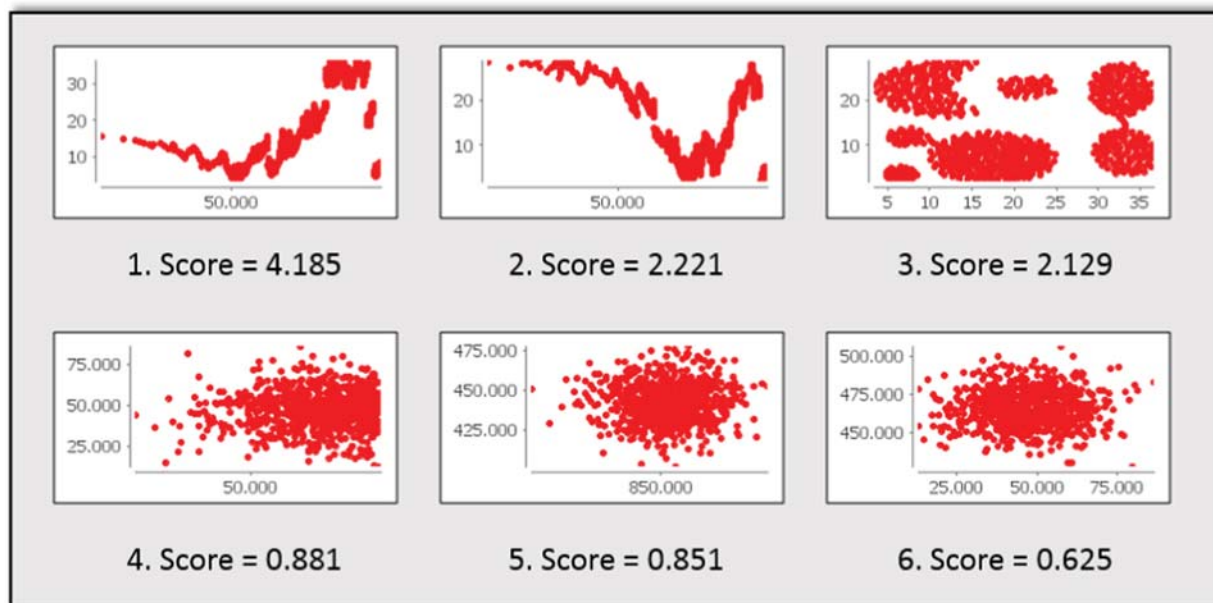 30
20
10
50.000
20
10
50.000
20
10
5 10 15 20 25 30 35
1. Score = 4.185
2. Score = 2.221
3. Score = 2.129
75.000
50.000
25.000
50.000
475.000
450.000
425.000
850.000
500.000
475.000
450.000
25.000 50.000 75.000
4. Score = 0.881
5. Score = 0.851
6. Score = 0.625